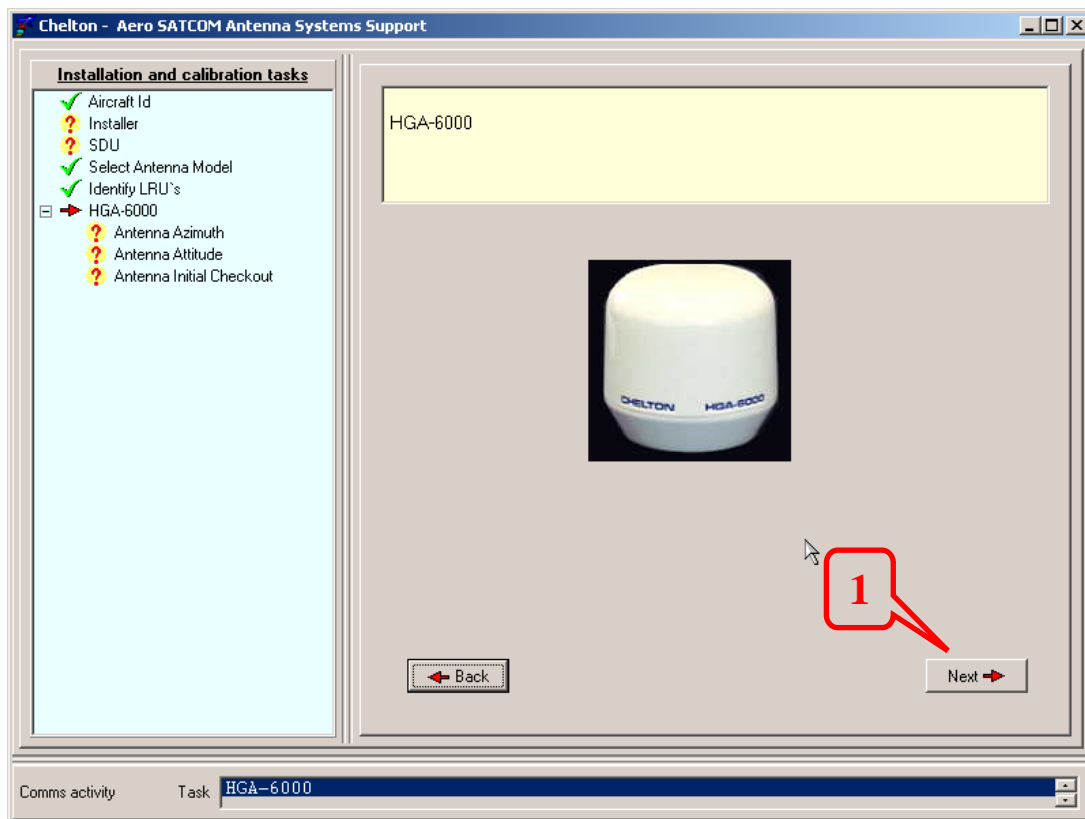 Chelton - Aero SATCOM Antenna Systems Support
Installation and calibration tasks
Aircraft Id
Installer
SDU
Select Antenna Model
Identify LRU`s
HGA-6000
Antenna Azimuth
Antenna Attitude
Antenna Initial Checkout
HGA-6000
CHELTON HGA-6000
1
Back
Next
Comms activity Task HGA-6000